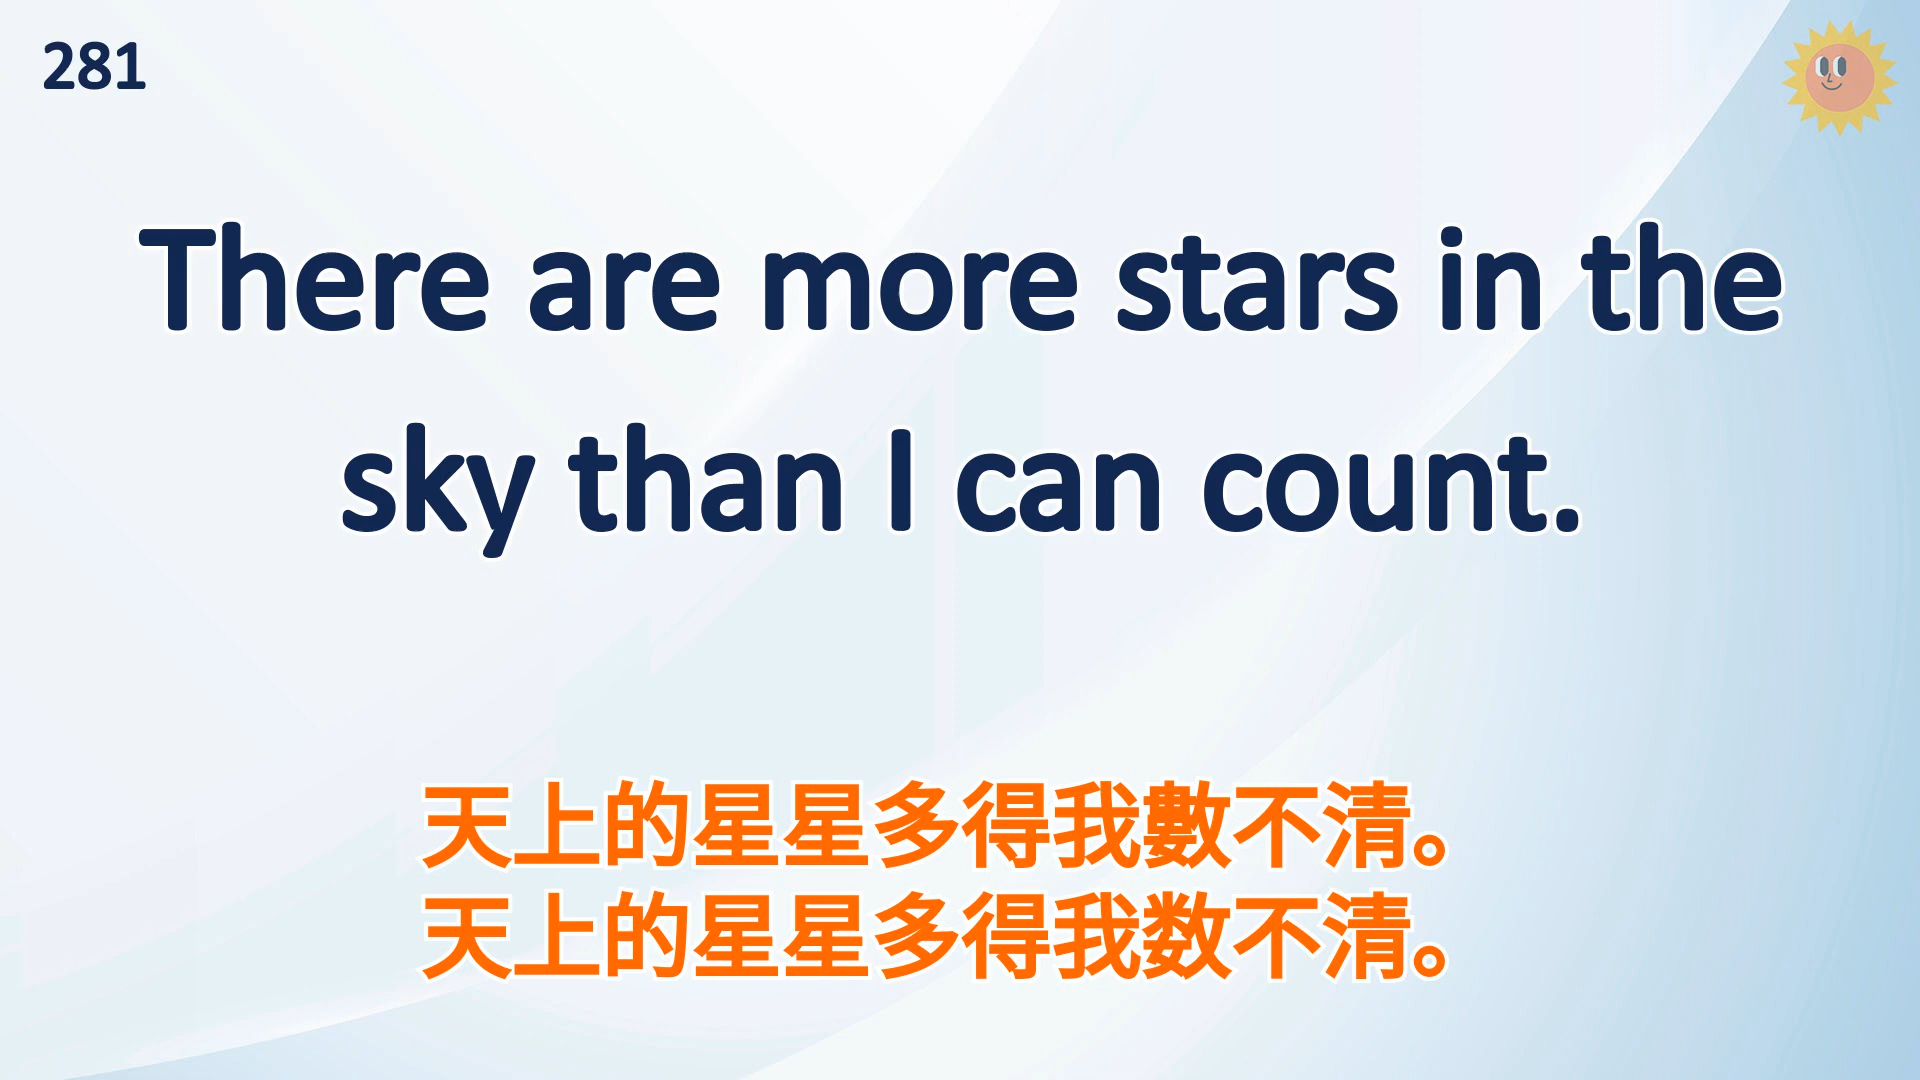 281
There are more stars in the
sky than I can count.
天上的星星多得我數不清。
天上的星星多得我数不清。